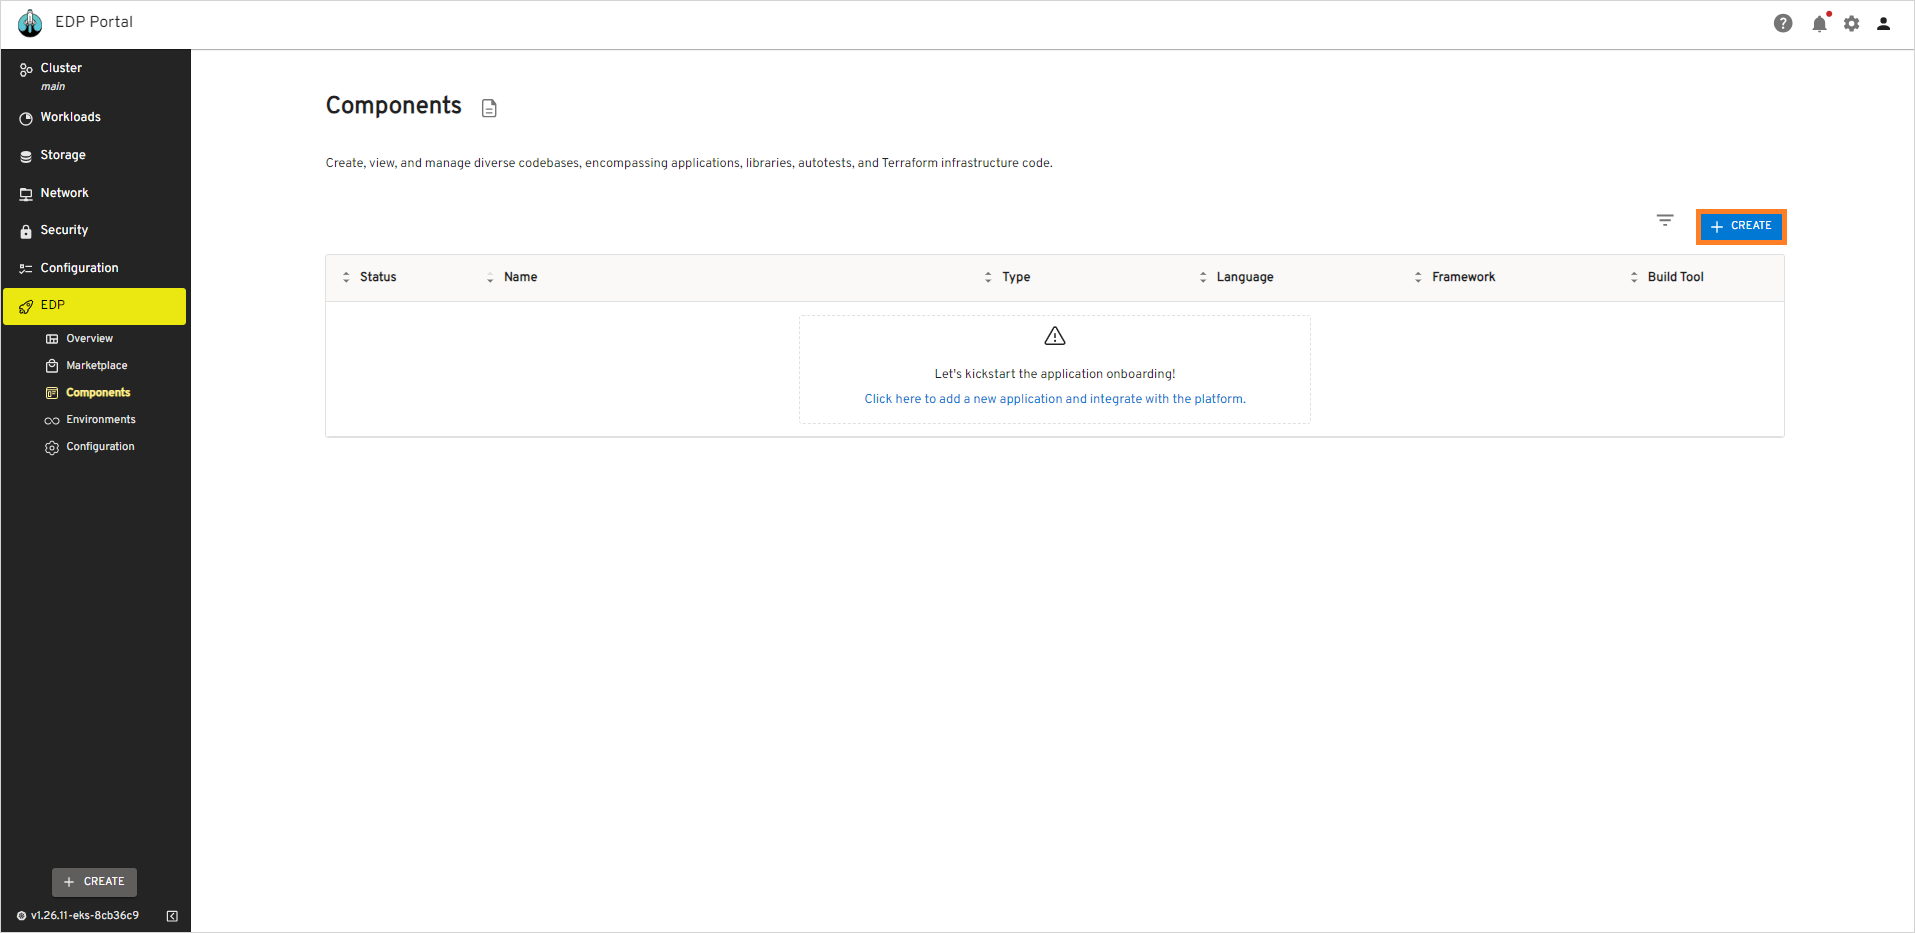 EDP Portal
Cluster
main
Workloads
Storage
Network
Security
Configuration
EDP
Overview
Marketplace
Components
Environments
Configuration
CREATE
v1.26.11-eks-8cb36c9
Components
Create, view, and manage diverse codebases, encompassing applications, libraries, autotests, and Terraform infrastructure code.
CREATE
Status Name Type Language Framework Build Tool
Let's kickstart the application onboarding!
Click here to add a new application and integrate with the platform.